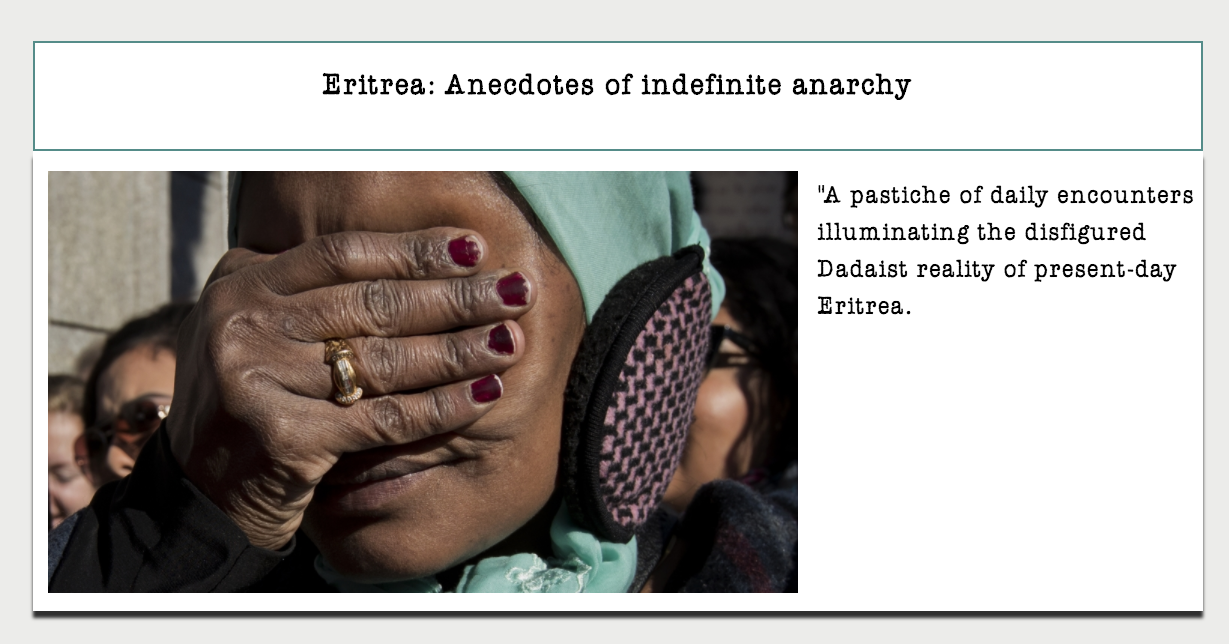 Eritrea: Anecdotes of indefinite anarchy
"A pastiche of daily encounters
illuminating the disfigured
Dadaist reality of present-day
Eritrea.